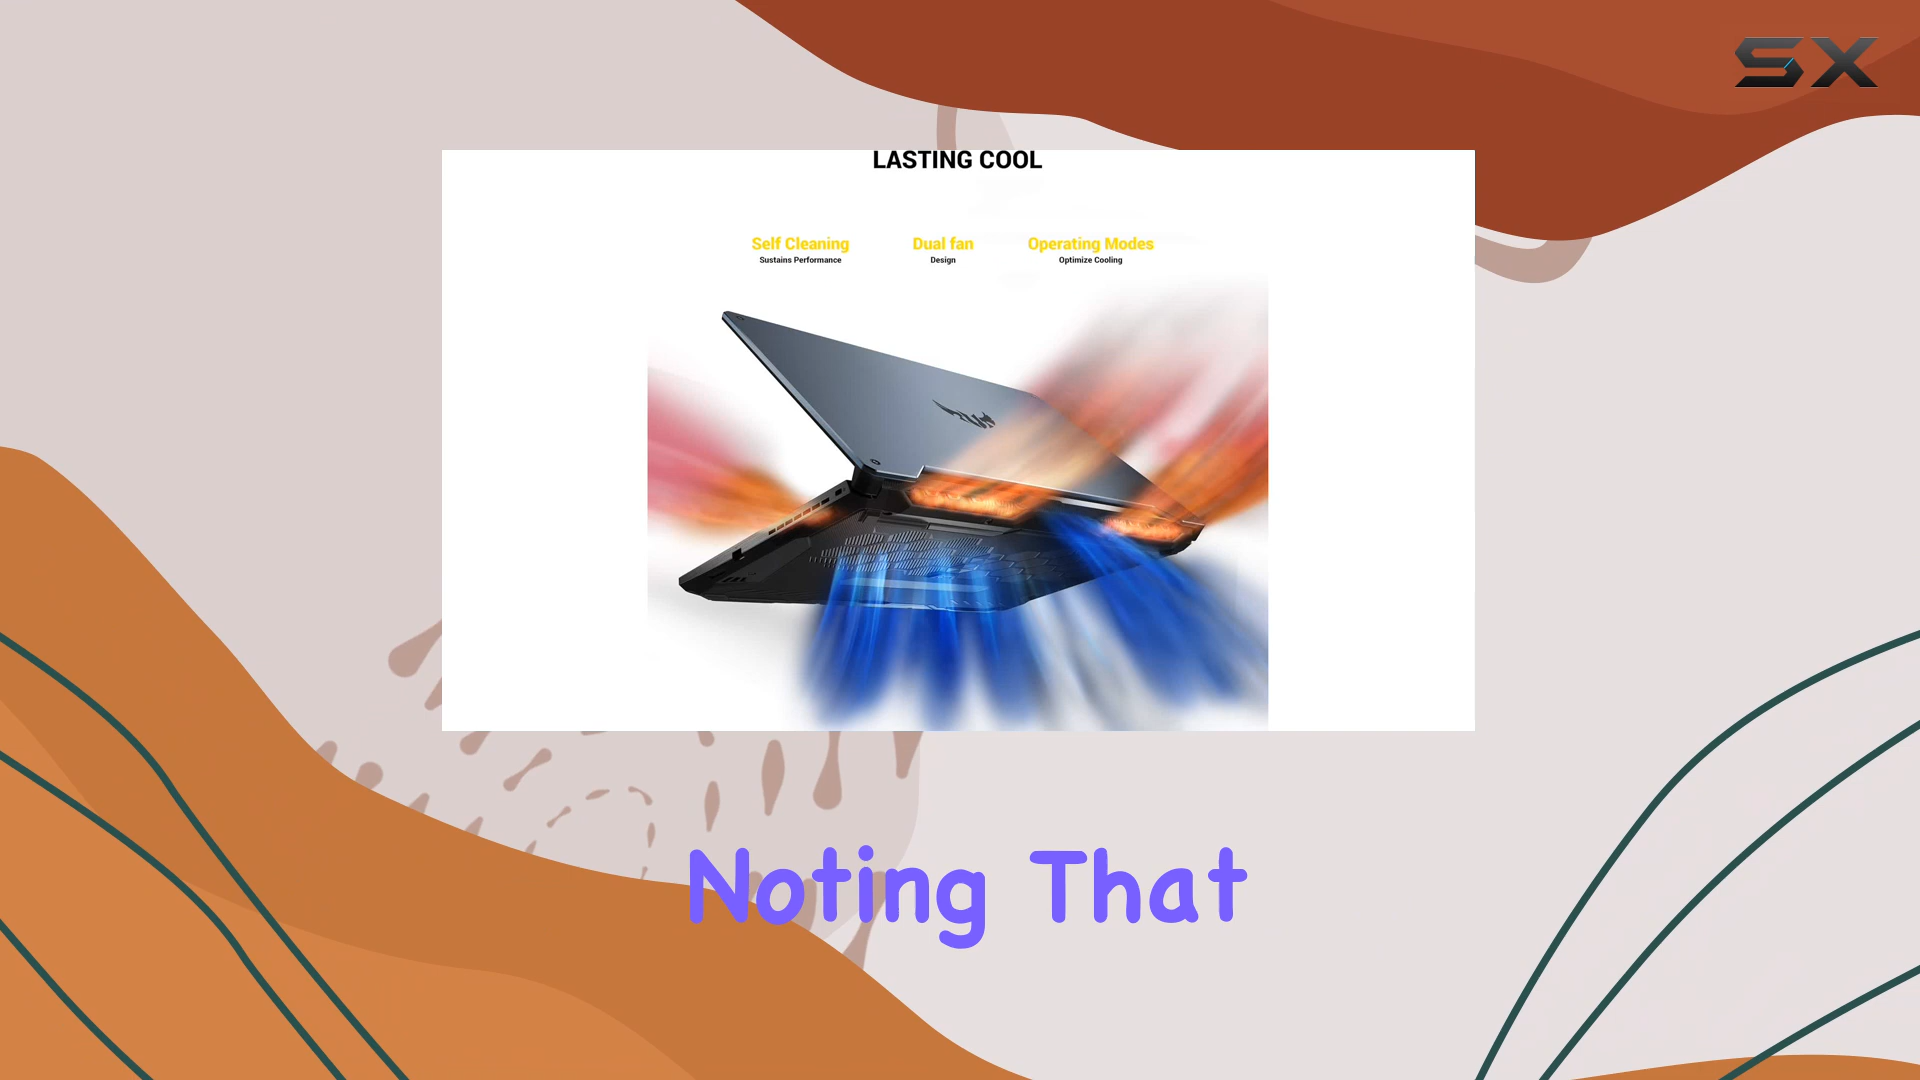 SX
LASTING COOL
Self Cleaning Dual fan Operating Modes
Sustains Performance Design Optimize Cooling
Noting That